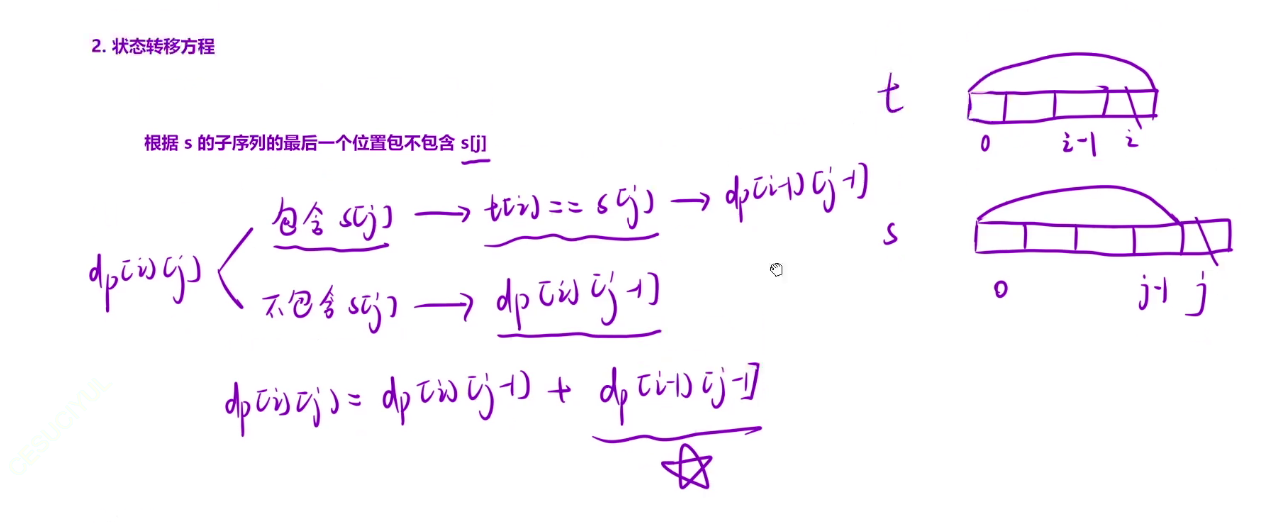 2. 状态转移方程
根据 s 的子序列的最后一个位置包不包含 s[j]
包含 s[j] → t[i] == s[j] → dp[i-1][j-1]
dp[i][j]
不包含 s[j] → dp[i][j-1]
dp[i][j] = dp[i][j-1] + dp[i-1][j-1]
t
0 i-1 i
s
0 j-1 j